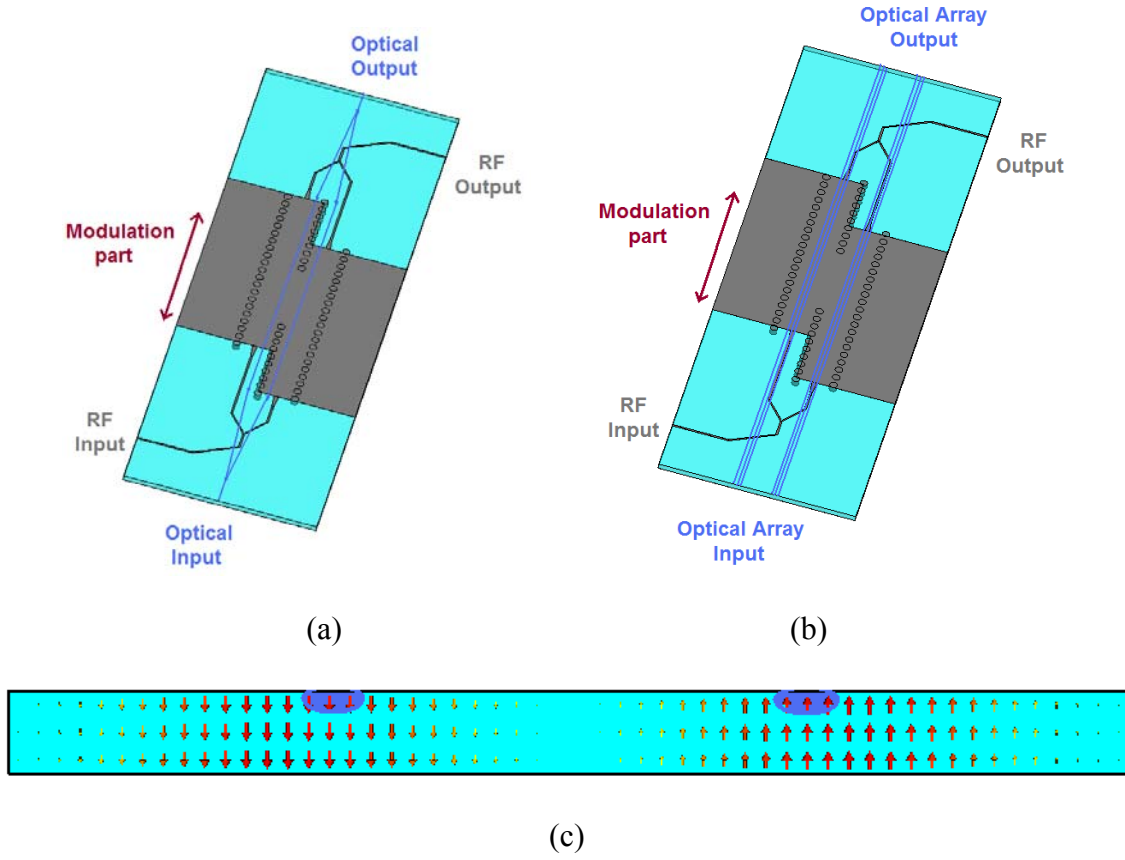 Optical
Output
RF
Output
Modulation
part
RF
Input
Optical
Input
(a)
Optical Array
Output
RF
Output
Modulation
part
RF
Input
Optical Array
Input
(b)
(c)